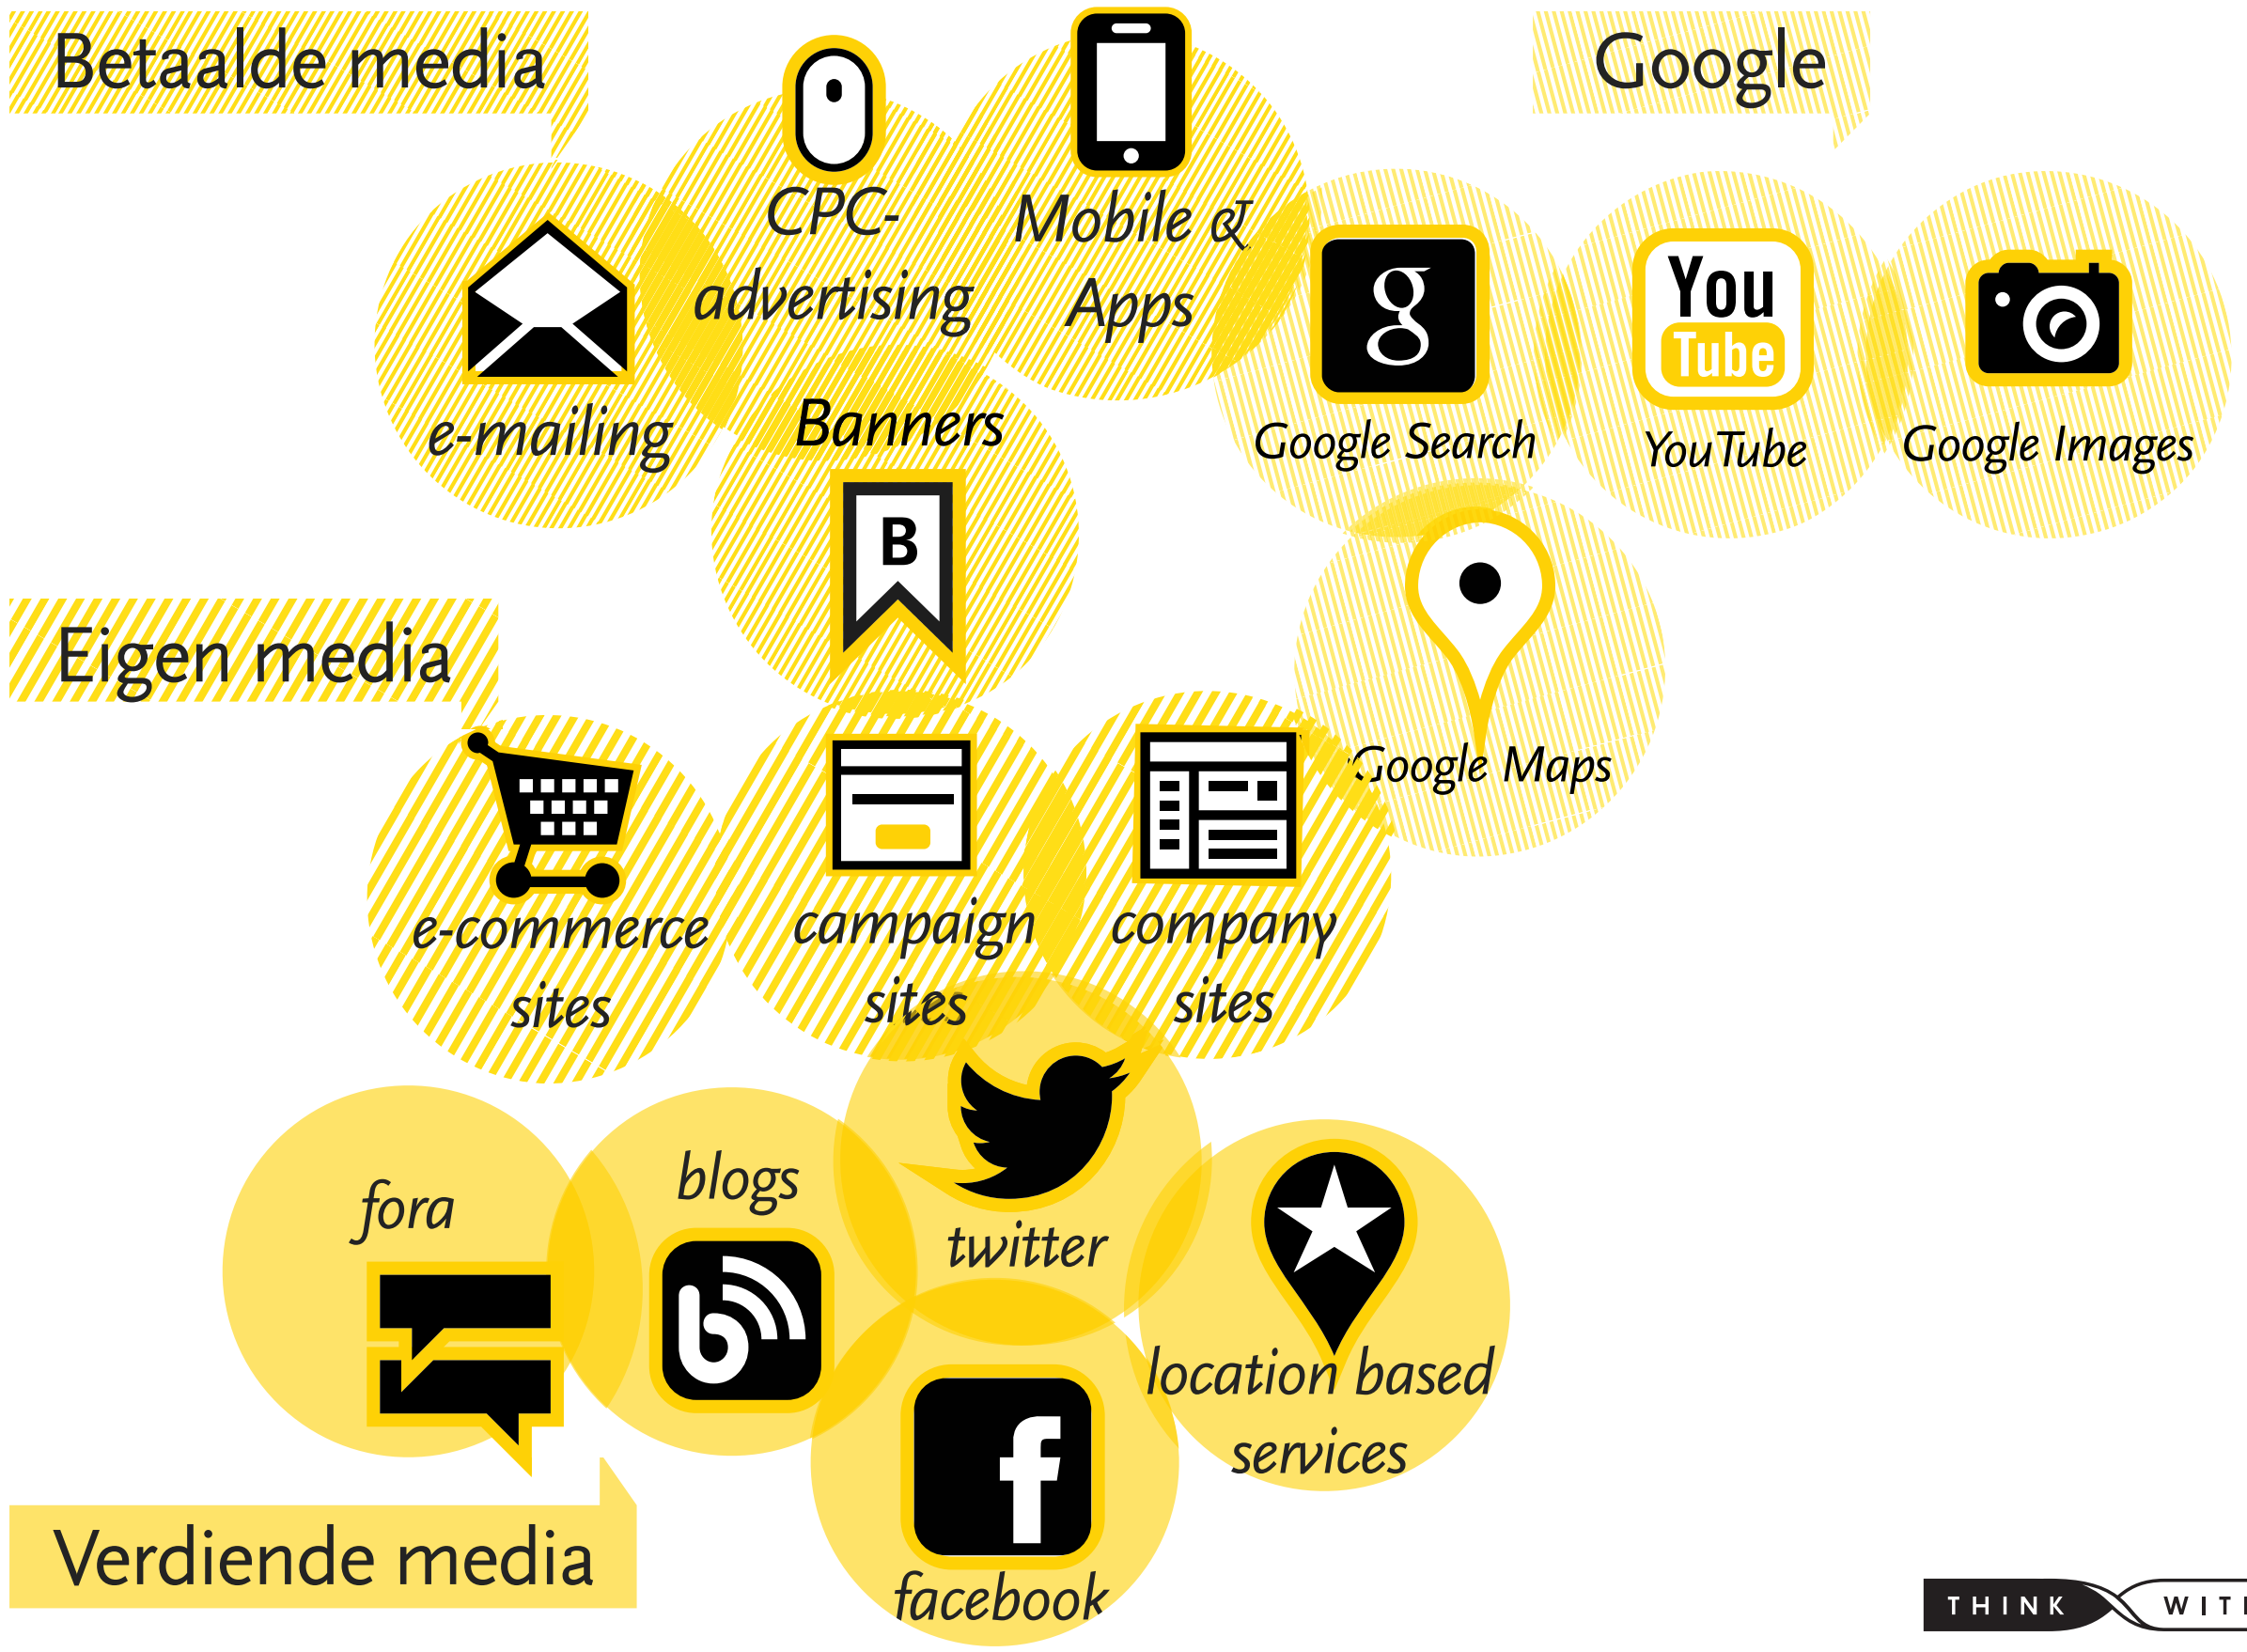 Betaalde media
Google
CPC-
advertising
Mobile &
Apps
e-mailing
Banners
B
g
You
Tube
Google Search
YouTube
Google Images
Eigen media
Google Maps
e-commerce
sites
campaign
sites
company
sites
fora
blogs
b
twitter
location based
services
f
facebook
Verdiende media
THINK